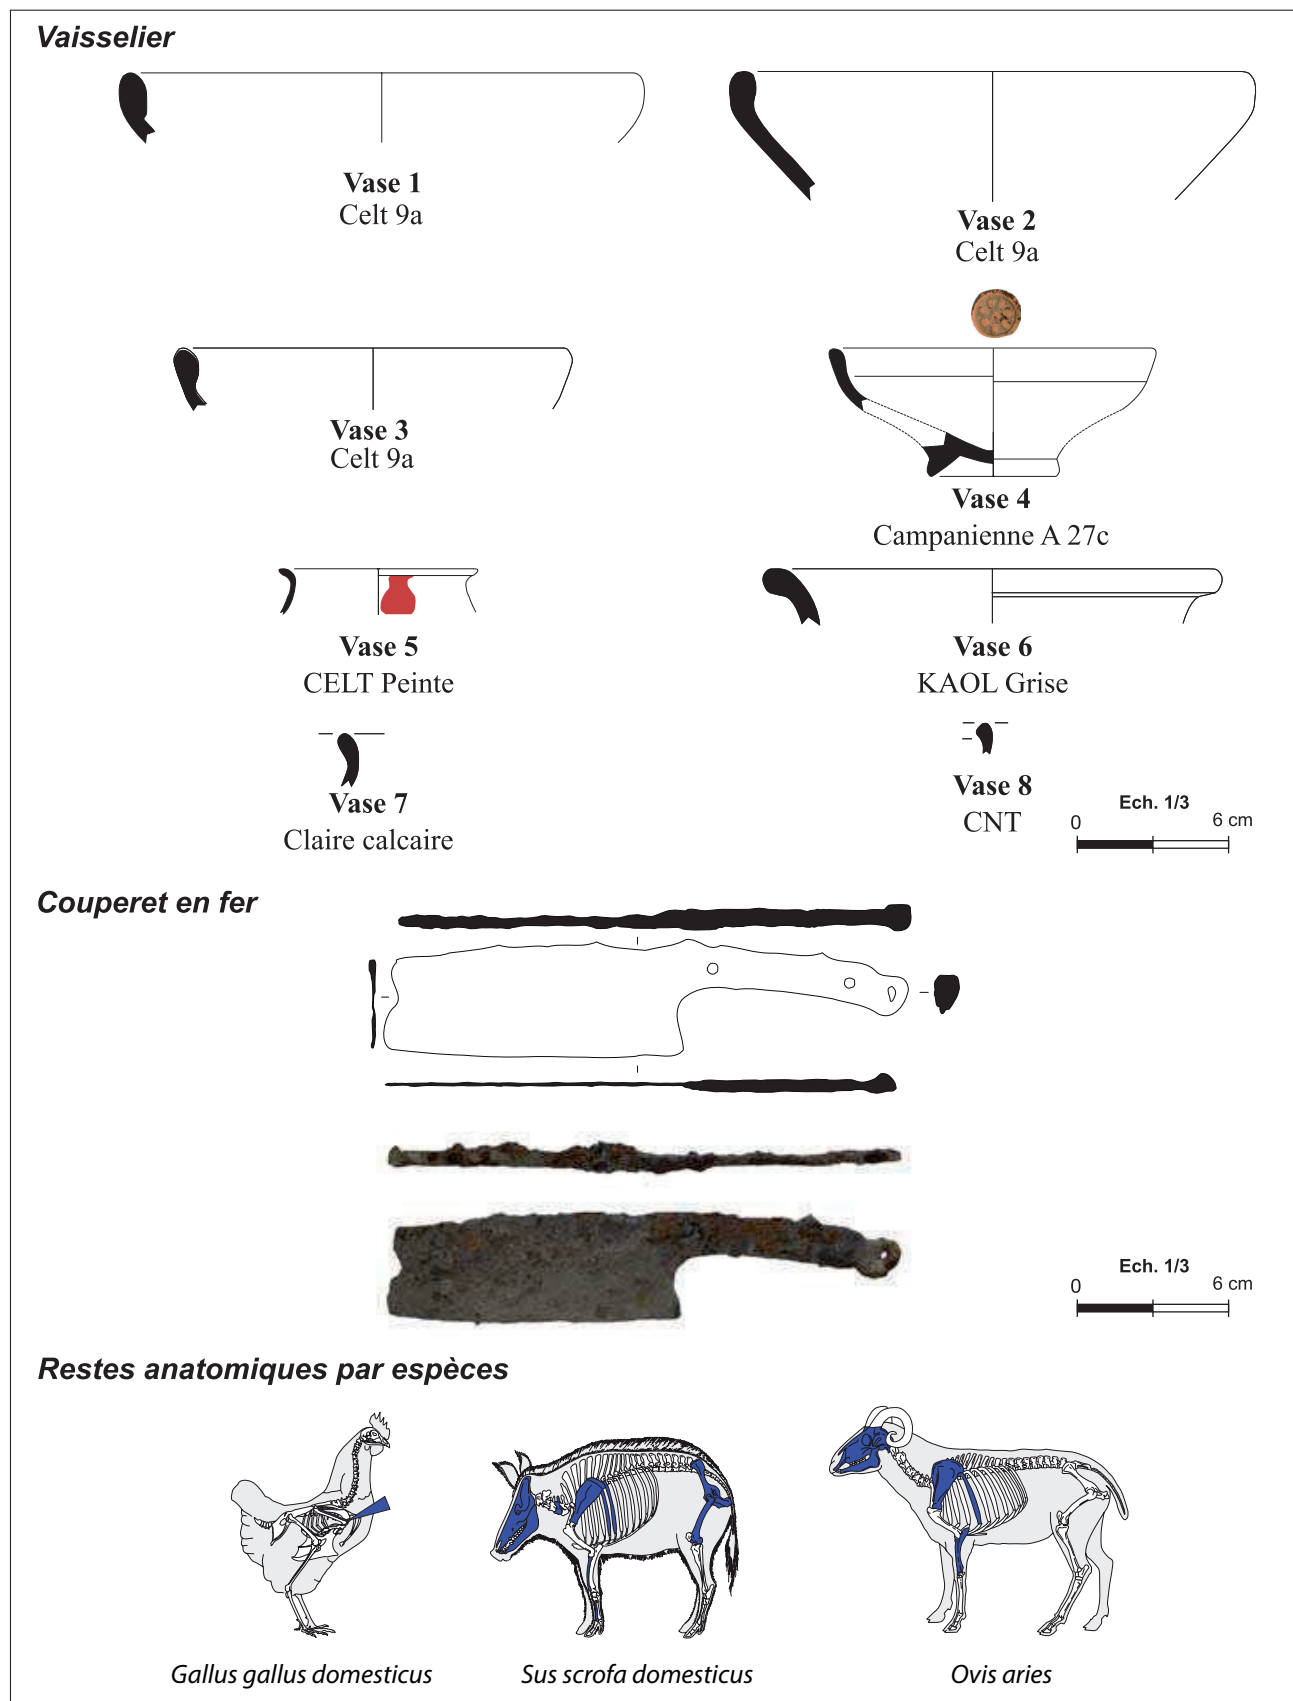 Vaisselier
Vase 1
Celt 9a
Vase 2
Celt 9a
Vase 3
Celt 9a
Vase 4
Campanienne A 27c
Vase 5
CELT Peinte
Vase 6
KAOL Grise
Vase 7
Claire calcaire
Vase 8
CNT
Ech. 1/3
0 6 cm
Couperet en fer
Ech. 1/3
0 6 cm
Restes anatomiques par espèces
Gallus gallus domesticus
Sus scrofa domesticus
Ovis aries